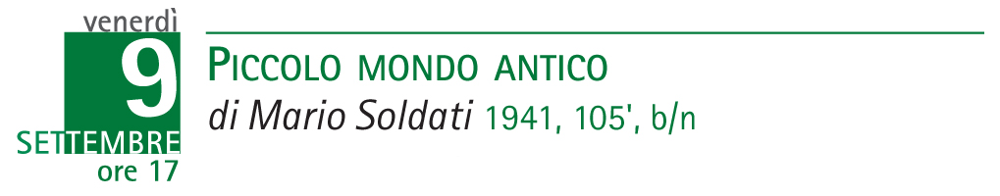 venerdì
9
SETTEMBRE
ore 17
PICCOLO MONDO ANTICO
di Mario Soldati 1941, 105', b/n